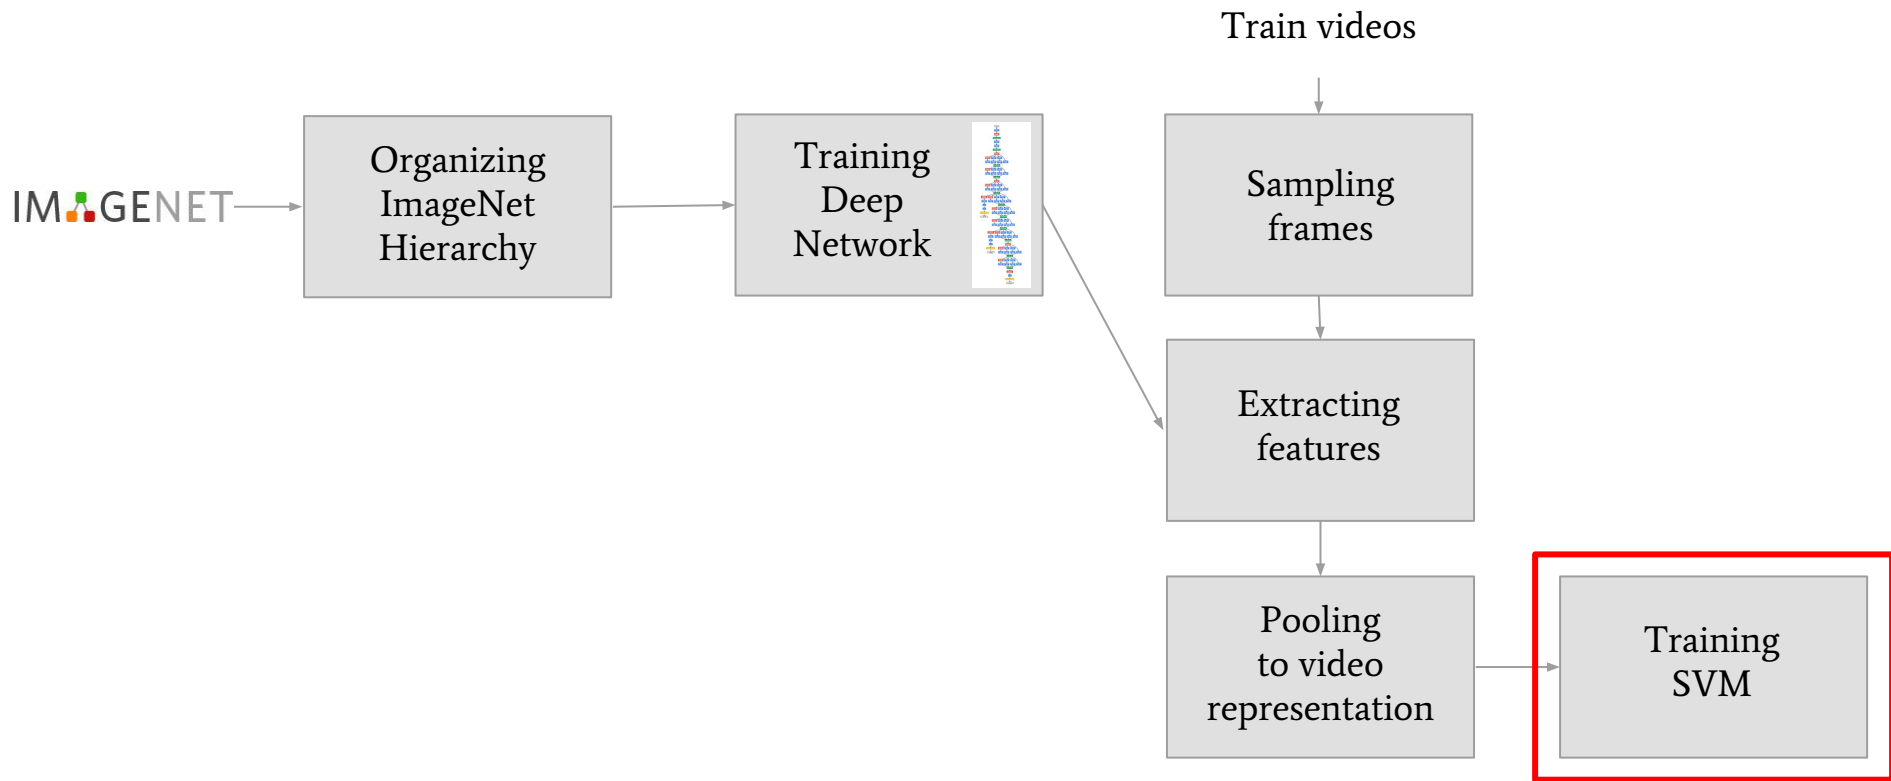 Train videos
IMAGENET
Organizing
ImageNet
Hierarchy
Training
Deep
Network
Sampling
frames
Extracting
features
Pooling
to video
representation
Training
SVM